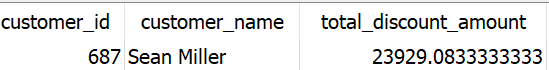 customer_id customer_name total_discount_amount
687 Sean Miller 23929.0833333333